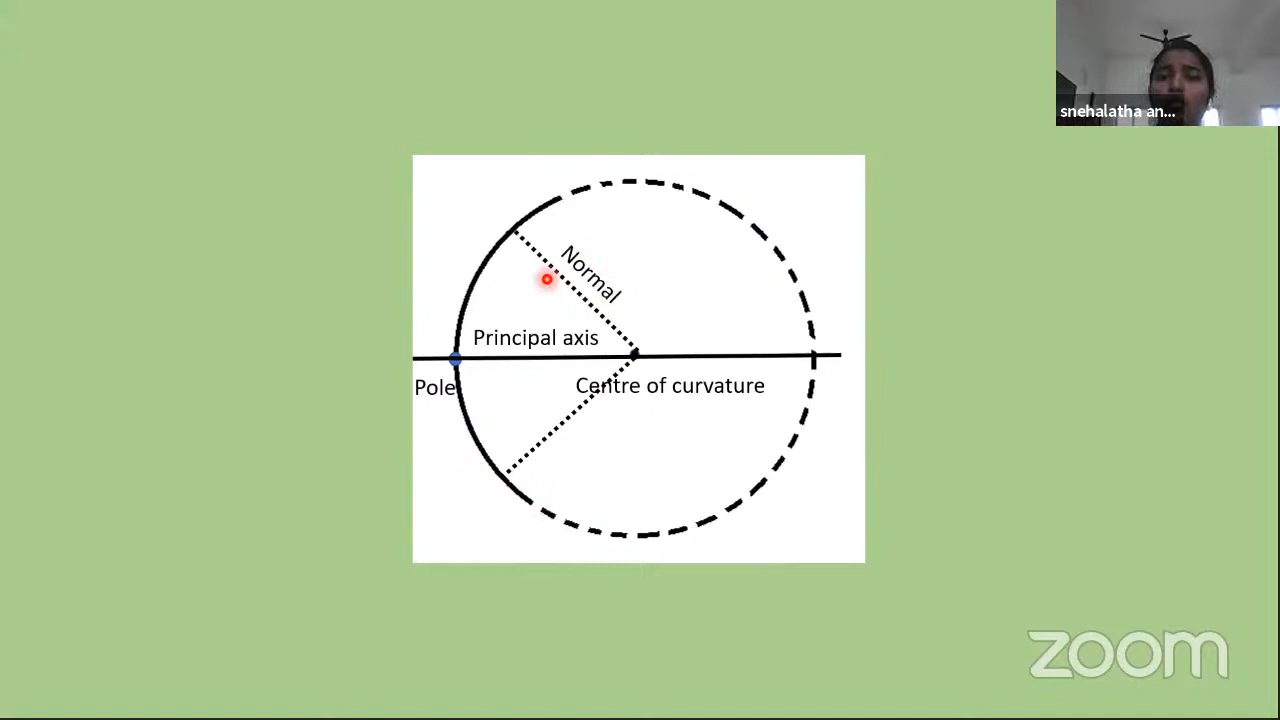 snehalatha an...
Normal
Principal axis
Pole
Centre of curvature
zoom